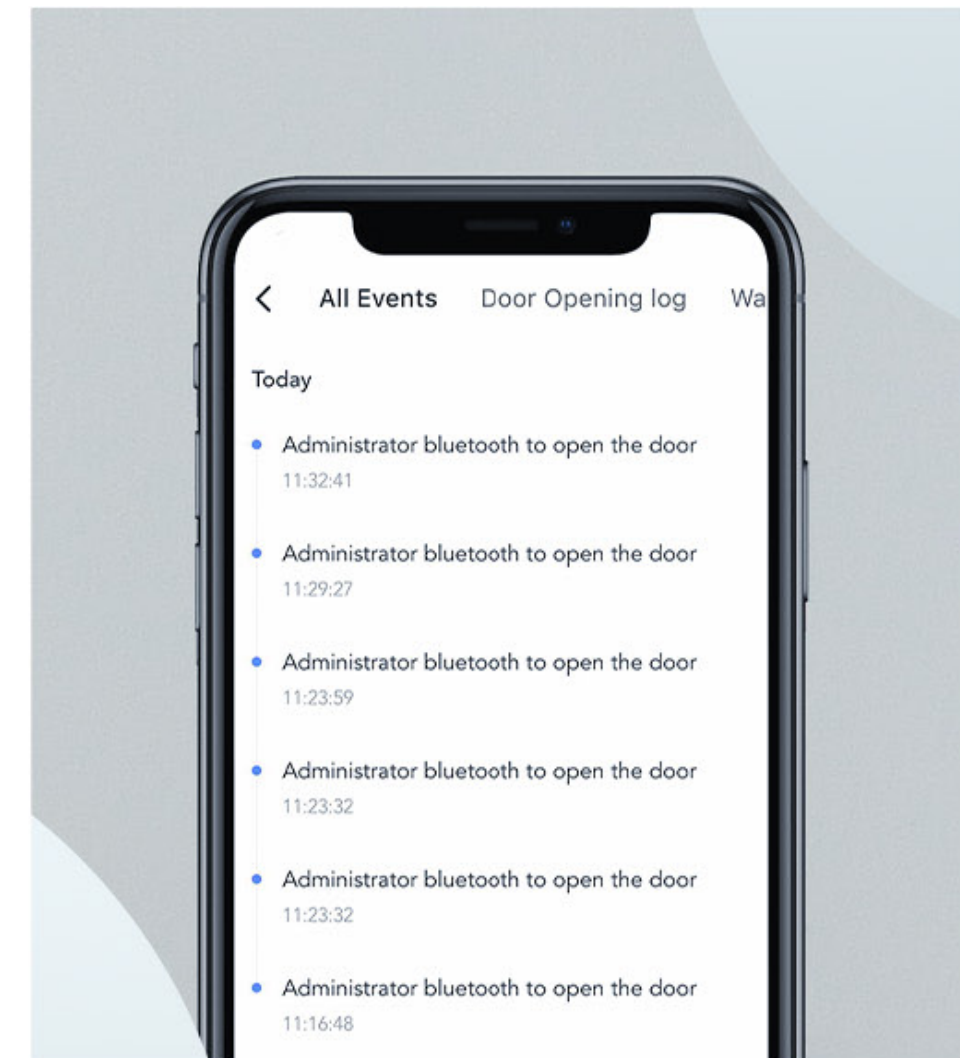 All Events Door Opening log Wa
Today
Administrator bluetooth to open the door
11:32:41
Administrator bluetooth to open the door
11:29:27
Administrator bluetooth to open the door
11:23:59
Administrator bluetooth to open the door
11:23:32
Administrator bluetooth to open the door
11:23:32
Administrator bluetooth to open the door
11:16:48